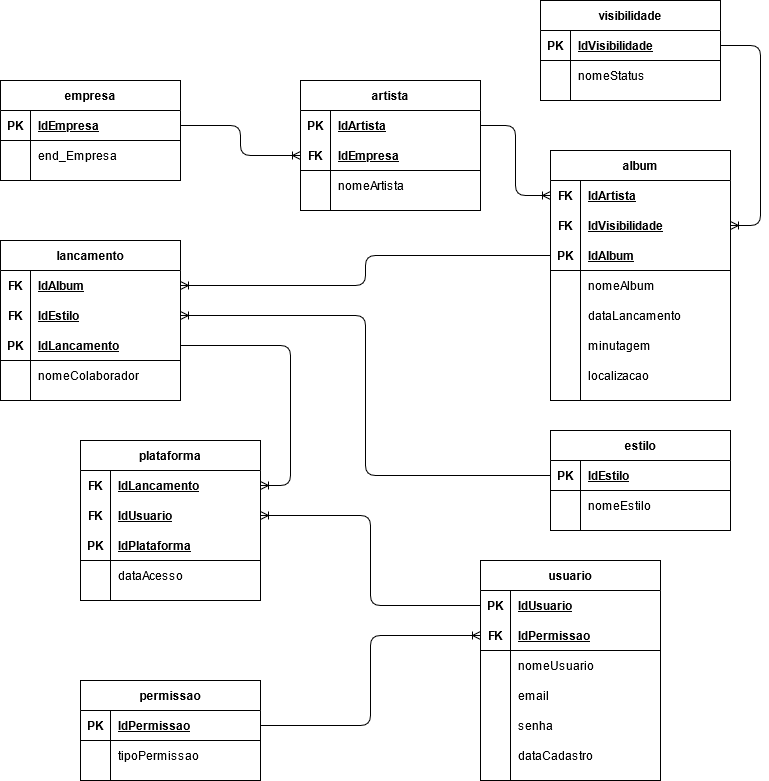 visibilidade
PK IdVisibilidade
nomeStatus
empresa
PK IdEmpresa
end_Empresa
artista
PK IdArtista
FK IdEmpresa
nomeArtista
album
FK IdArtista
FK IdVisibilidade
PK IdAlbum
nomeAlbum
dataLancamento
minutagem
localizacao
lancamento
FK IdAlbum
FK IdEstilo
PK IdLancamento
nomeColaborador
plataforma
FK IdLancamento
FK IdUsuario
PK IdPlataforma
dataAcesso
estilo
PK IdEstilo
nomeEstilo
usuario
PK IdUsuario
FK IdPermissao
nomeUsuario
email
senha
dataCadastro
permissao
PK IdPermissao
tipoPermissao